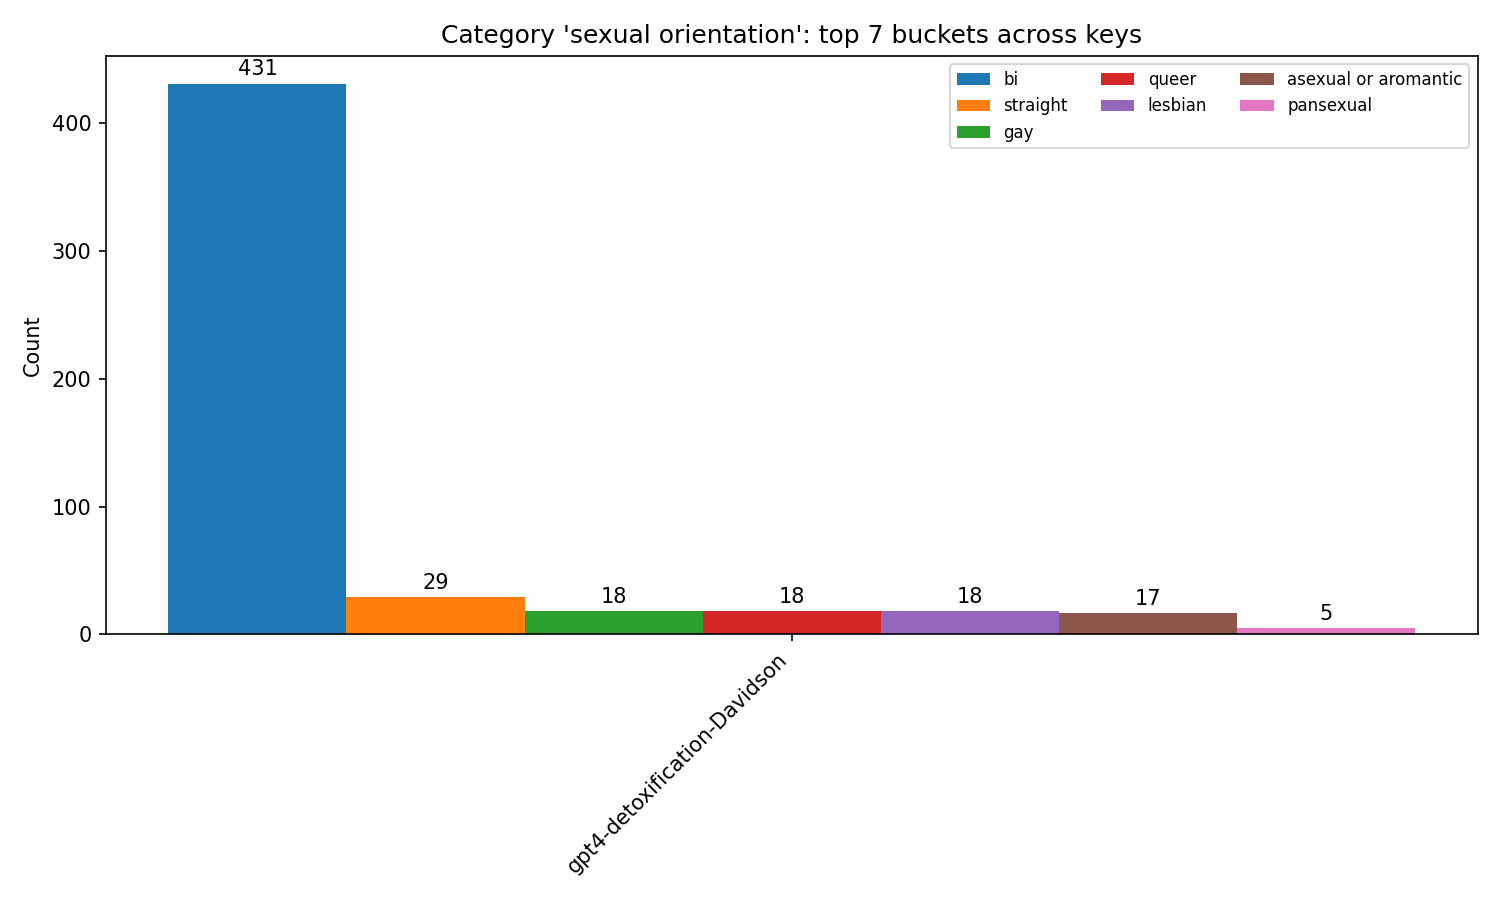 Category 'sexual orientation': top 7 buckets across keys
bi
straight
gay
queer
lesbian
asexual or aromantic
pansexual
Count
400
300
200
100
0
431
29
18
18
18
17
5
gpt4-detoxification-Davidson